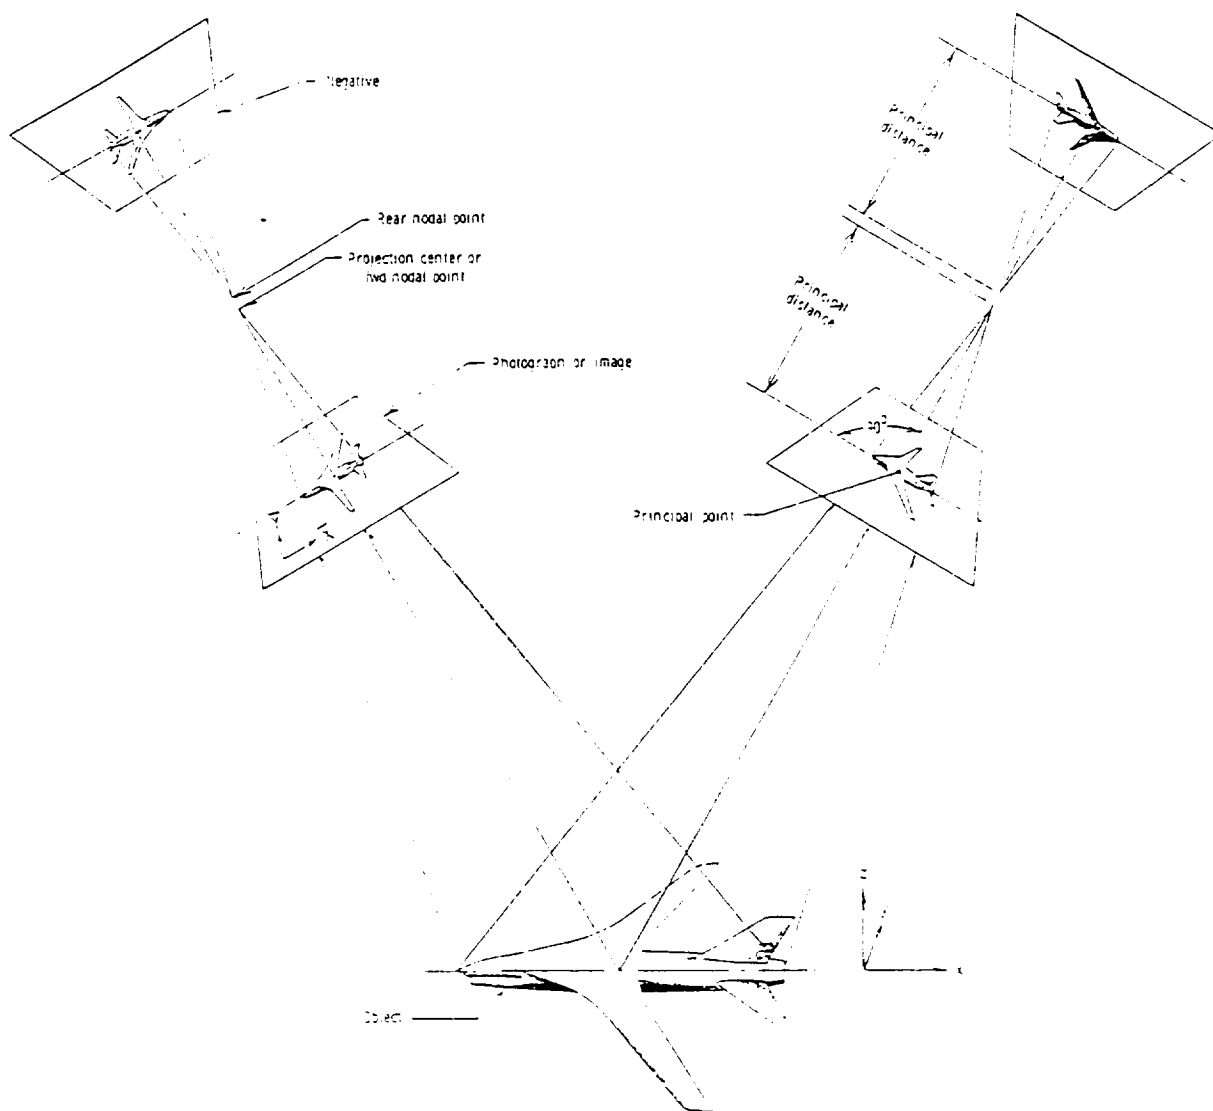 Negative
Principal
distance
Rear nodal point
Projection center or
fwd nodal point
Principal
distance
Photograph or image
90°
Principal point
Z
X
Object